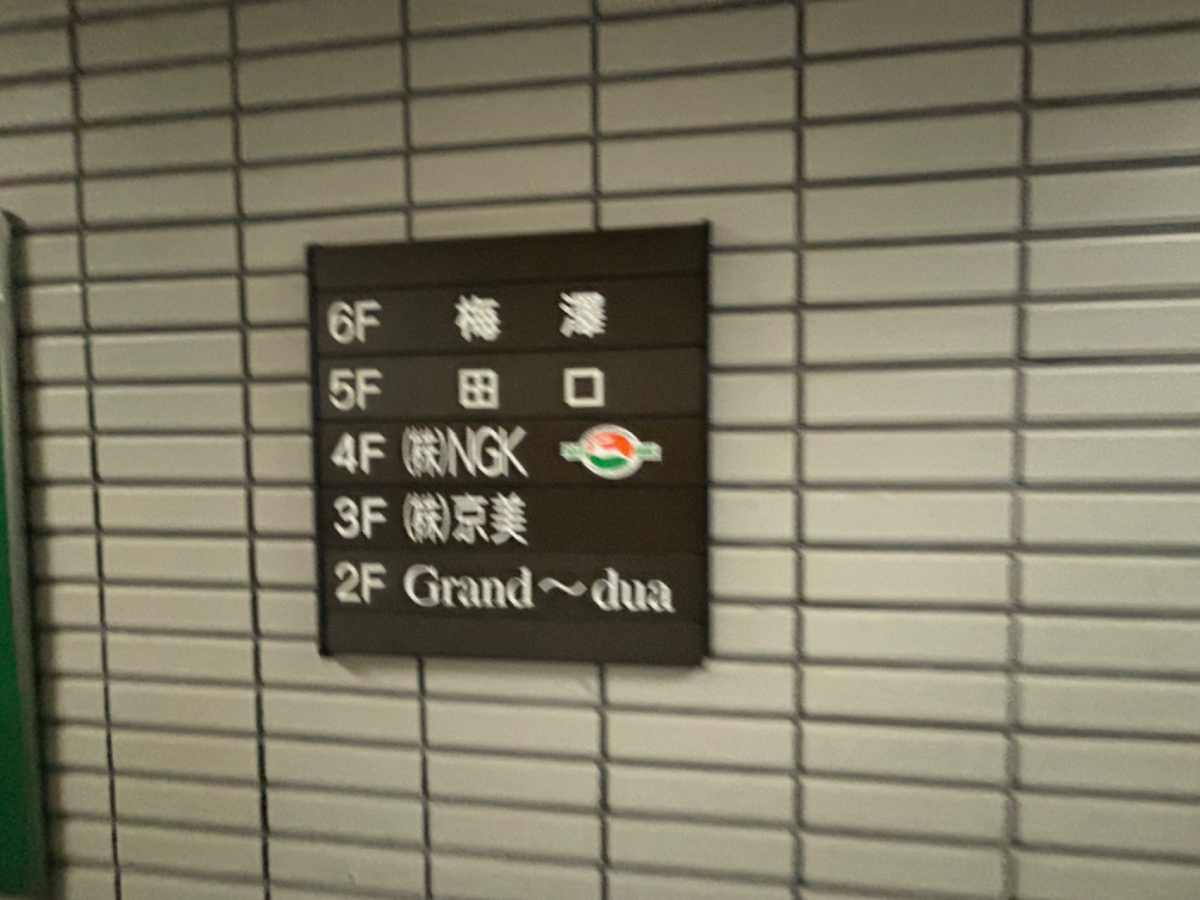 6F 梅 澤
5F 田 口
4F (株)NGK
3F (株)京美
2F Grand～dua